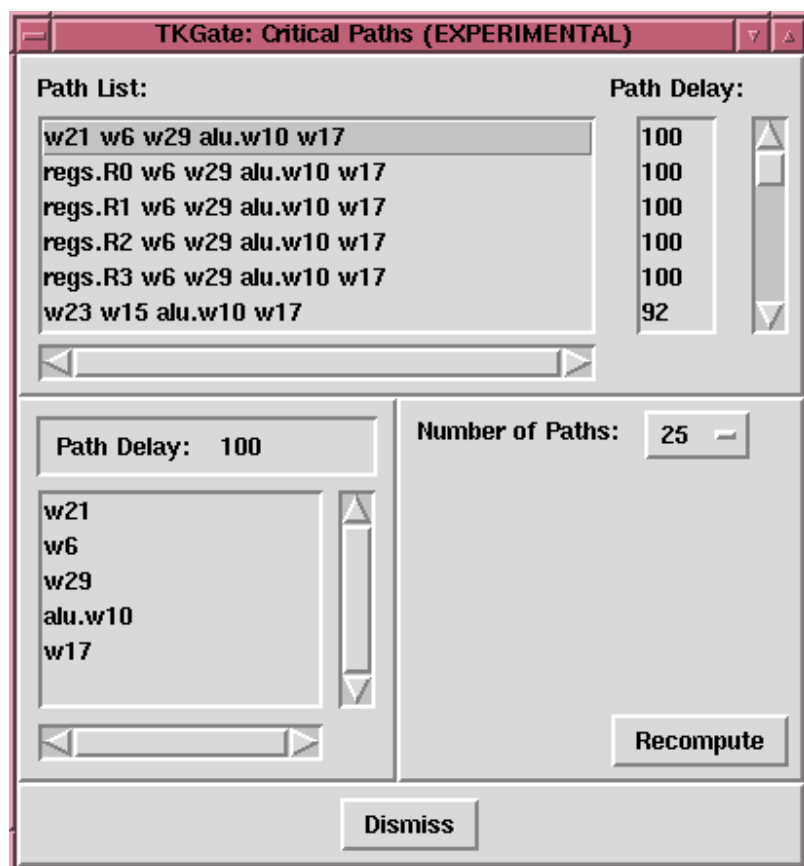 TKGate: Critical Paths (EXPERIMENTAL)
Path List: Path Delay:
w21 w6 w29 alu.w10 w17 100
regs.R0 w6 w29 alu.w10 w17 100
regs.R1 w6 w29 alu.w10 w17 100
regs.R2 w6 w29 alu.w10 w17 100
regs.R3 w6 w29 alu.w10 w17 100
w23 w15 alu.w10 w17 92
Path Delay: 100
w21
w6
w29
alu.w10
w17
Number of Paths: 25
Recompute
Dismiss